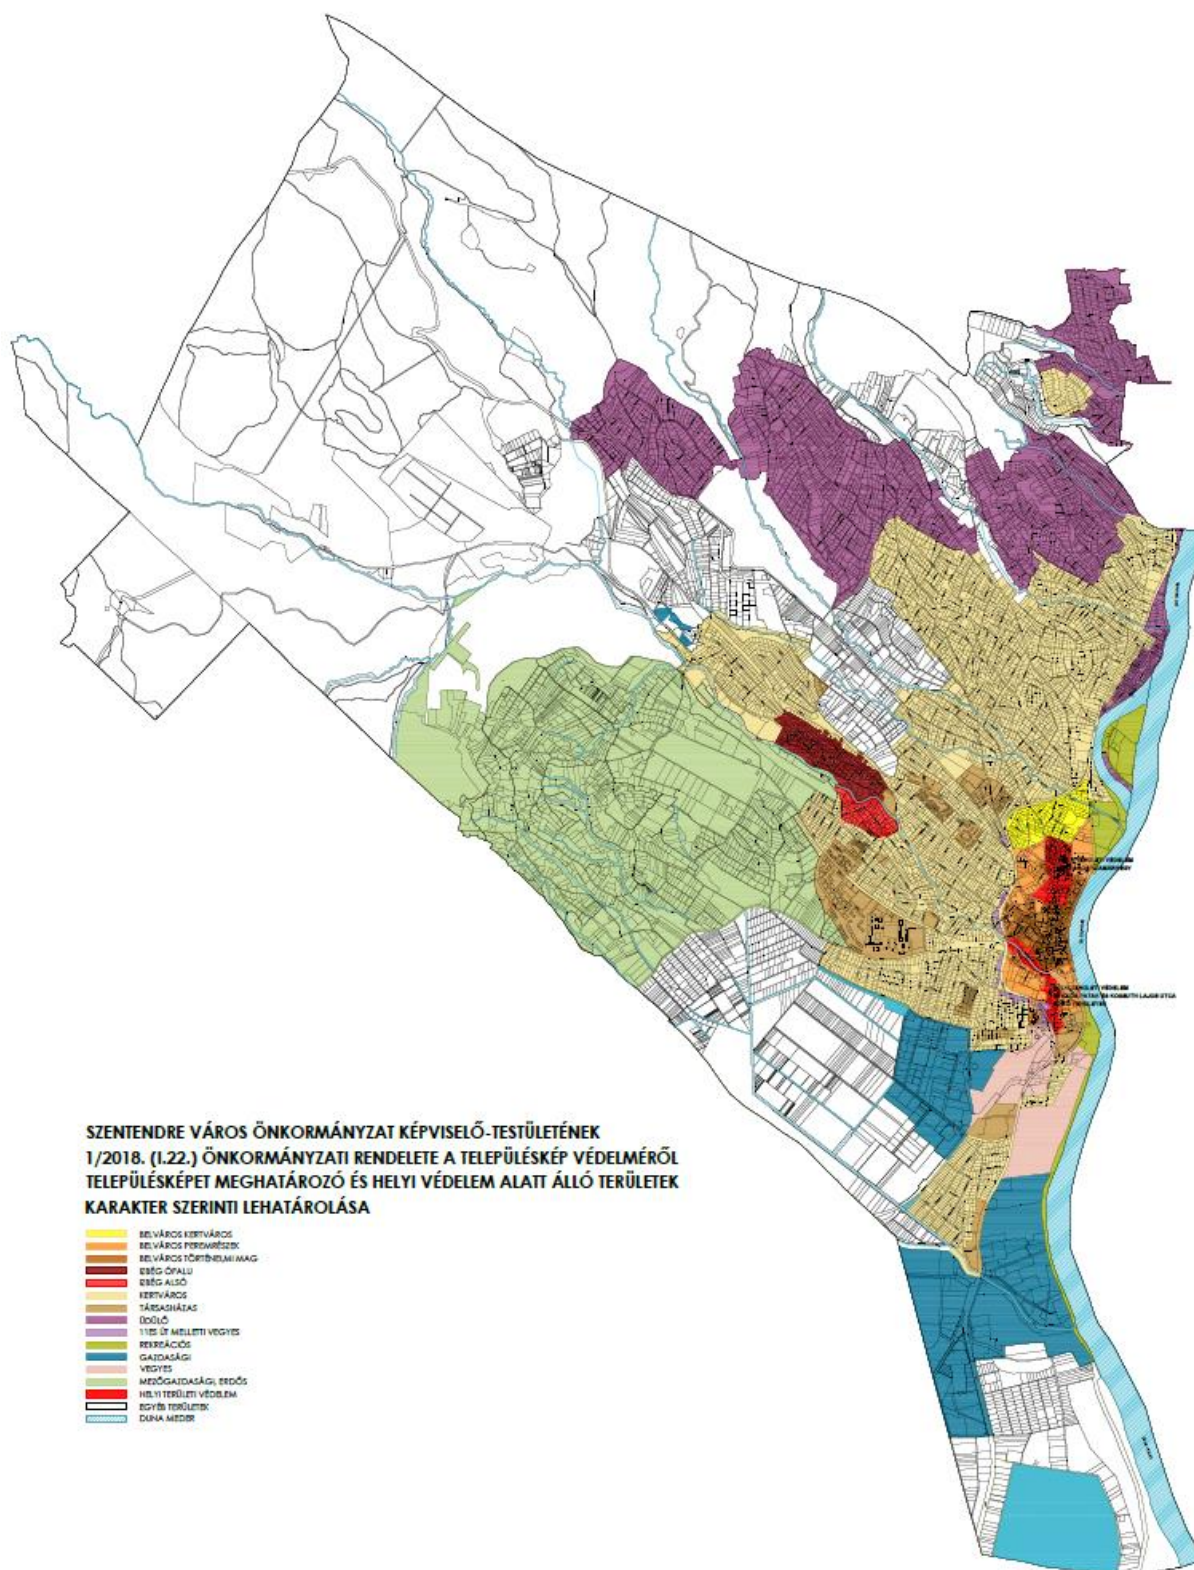 SZENTENDRE VÁROS ÖNKORMÁNYZAT KÉPVISELŐ-TESTÜLETÉNEK
1/2018. (I.22.) ÖNKORMÁNYZATI RENDELETE A TELEPÜLÉSKÉP VÉDELMÉRŐL
TELEPÜLÉSKÉPET MEGHATÁROZÓ ÉS HELYI VÉDELEM ALATT ÁLLÓ TERÜLETEK
KARAKTER SZERINTI LEHATÁROLÁSA
BELVÁROS KERTVÁROS
BELVÁROS PEREMRÉSZEK
BELVÁROS TÖRTÉNELMI MAG
IZBÉG ÓFALU
IZBÉG ALSÓ
KERTVÁROS
TÁRSASHÁZAS
ÜDÜLŐ
11ES ÚT MELLETTI VEGYES
REKREÁCIÓS
GAZDASÁGI
VEGYES
MEZŐGAZDASÁGI, ERDŐS
HELYI TERÜLETI VÉDELEM
EGYÉB TERÜLETEK
DUNA MEDER